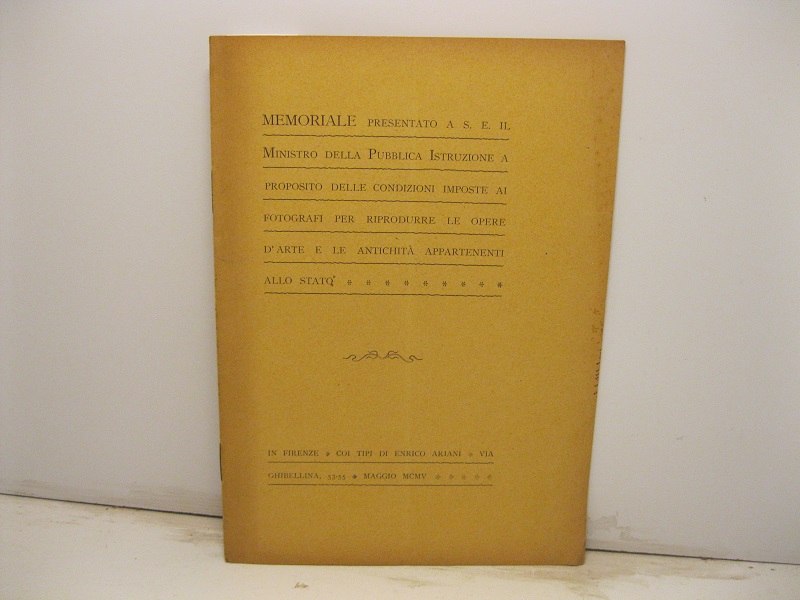 MEMORIALE PRESENTATO A S. E. IL
MINISTRO DELLA PUBBLICA ISTRUZIONE A
PROPOSITO DELLE CONDIZIONI IMPOSTE AI
FOTOGRAFI PER RIPRODURRE LE OPERE
D'ARTE E LE ANTICHITÀ APPARTENENTI
ALLO STATO
IN FIRENZE COI TIPI DI ENRICO ARIANI VIA
GHIBELLINA, 53-55 MAGGIO MCMV